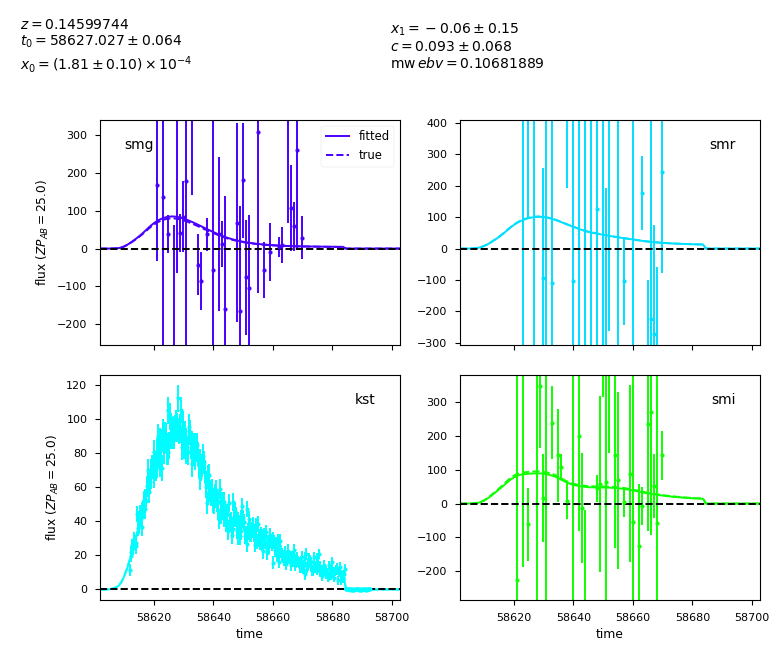 z = 0.14599744
t0 = 58627.027 ± 0.064
x0 = (1.81 ± 0.10) × 10^−4
x1 = −0.06 ± 0.15
c = 0.093 ± 0.068
mw ebv = 0.10681889
smg
fitted
true
300
200
100
0
−100
−200
flux (ZP_AB = 25.0)
smr
400
300
200
100
0
−100
−200
−300
kst
120
100
80
60
40
20
0
flux (ZP_AB = 25.0)
58620 58640 58660 58680 58700
time
smi
300
200
100
0
−100
−200
58620 58640 58660 58680 58700
time